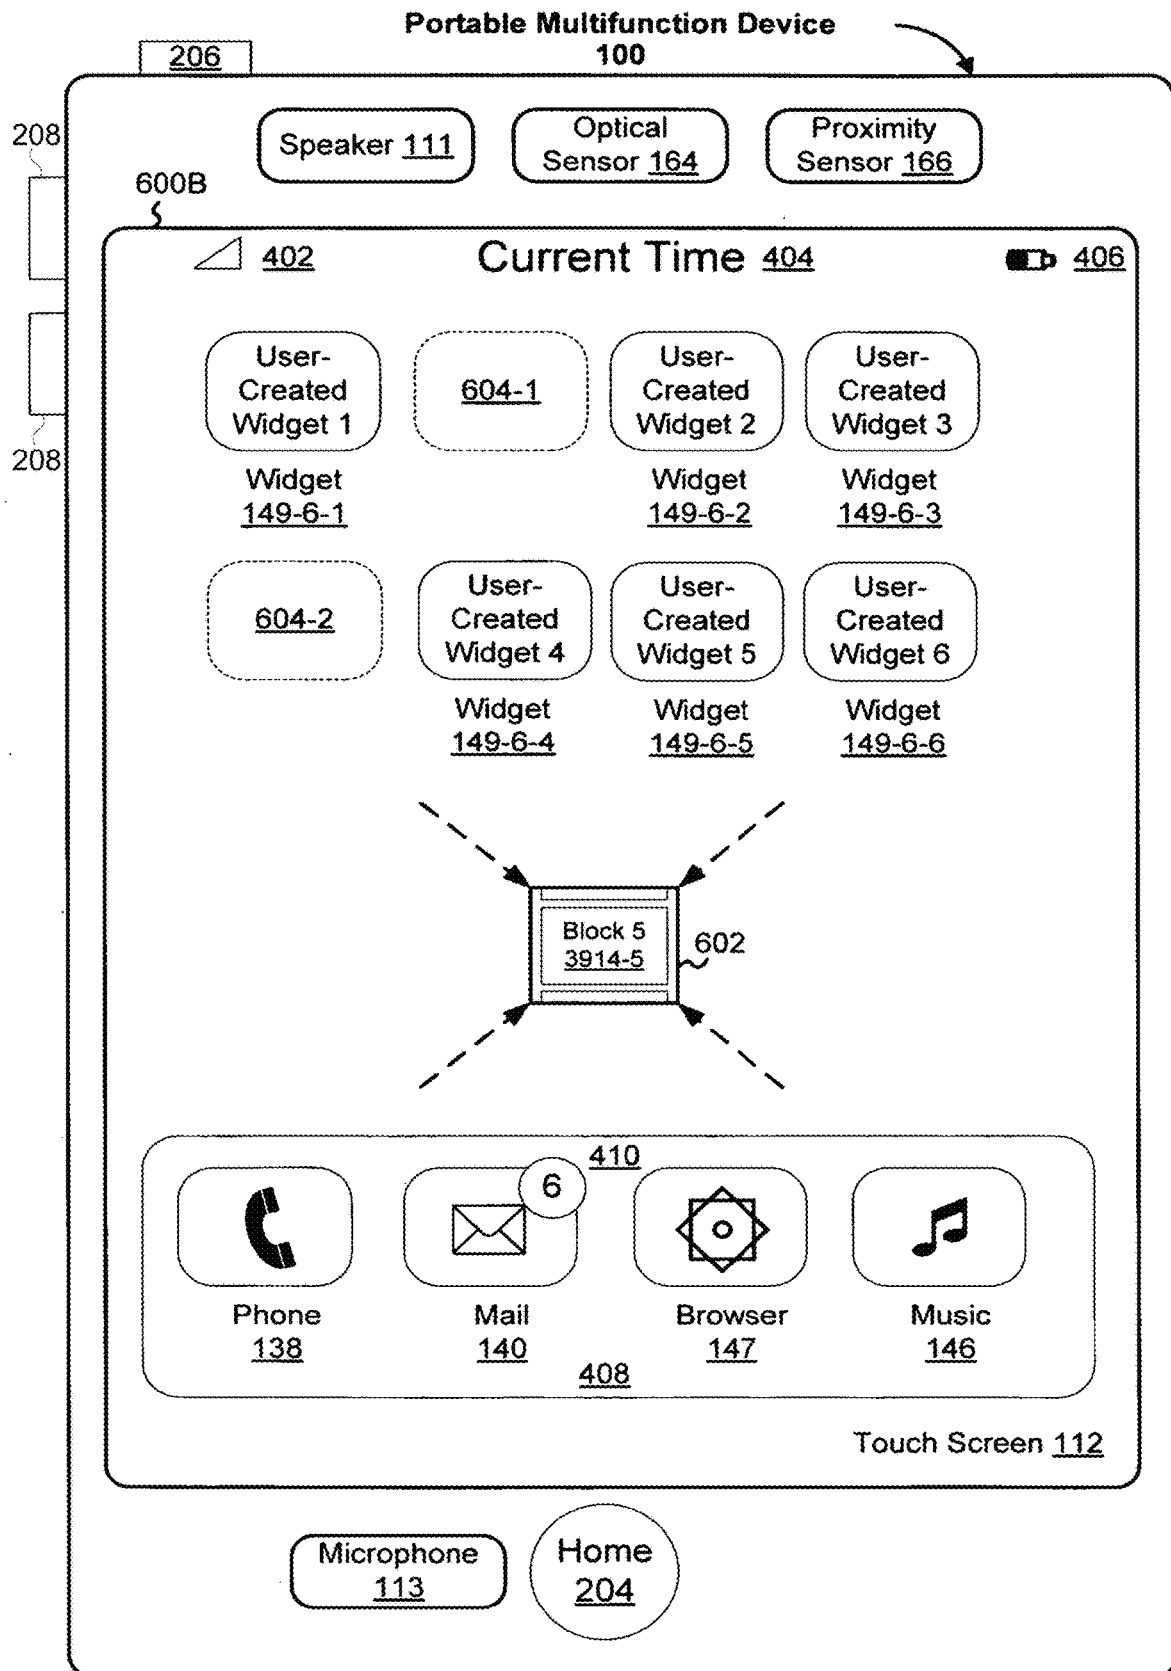 Portable Multifunction Device
100
206
208
208
Speaker 111
Optical
Sensor 164
Proximity
Sensor 166
600B
402
Current Time 404
406
User-
Created
Widget 1
604-1
User-
Created
Widget 2
User-
Created
Widget 3
Widget
149-6-1
Widget
149-6-2
Widget
149-6-3
604-2
User-
Created
Widget 4
User-
Created
Widget 5
User-
Created
Widget 6
Widget
149-6-4
Widget
149-6-5
Widget
149-6-6
Block 5
3914-5
602
410
6
Phone
138
Mail
140
Browser
147
Music
146
408
Touch Screen 112
Microphone
113
Home
204